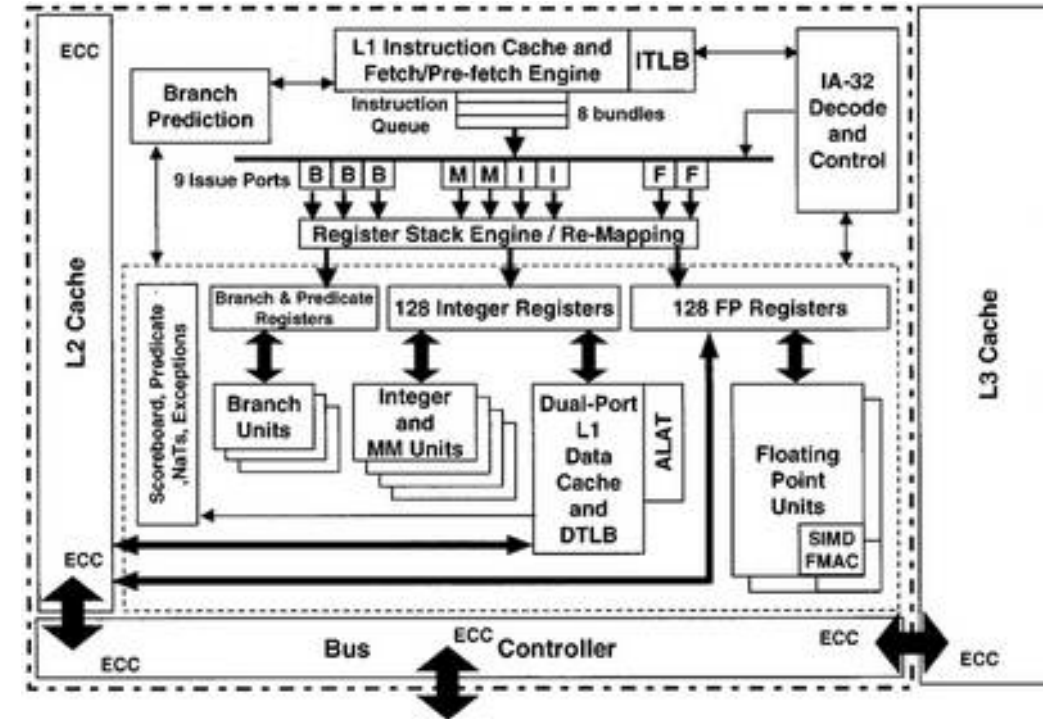 ECC
L1 Instruction Cache and
Fetch/Pre-fetch Engine
ITLB
Branch
Prediction
Instruction
Queue
8 bundles
IA-32
Decode
and
Control
9 Issue Ports
B B B M M I I F F
Register Stack Engine / Re-Mapping
L2 Cache
Scoreboard, Predicate
,NaTs, Exceptions
Branch & Predicate
Registers
128 Integer Registers
128 FP Registers
Branch
Units
Integer
and
MM Units
Dual-Port
L1
Data
Cache
and
DTLB
ALAT
Floating
Point
Units
SIMD
FMAC
L3 Cache
ECC
Bus Controller
ECC
ECC
ECC
ECC